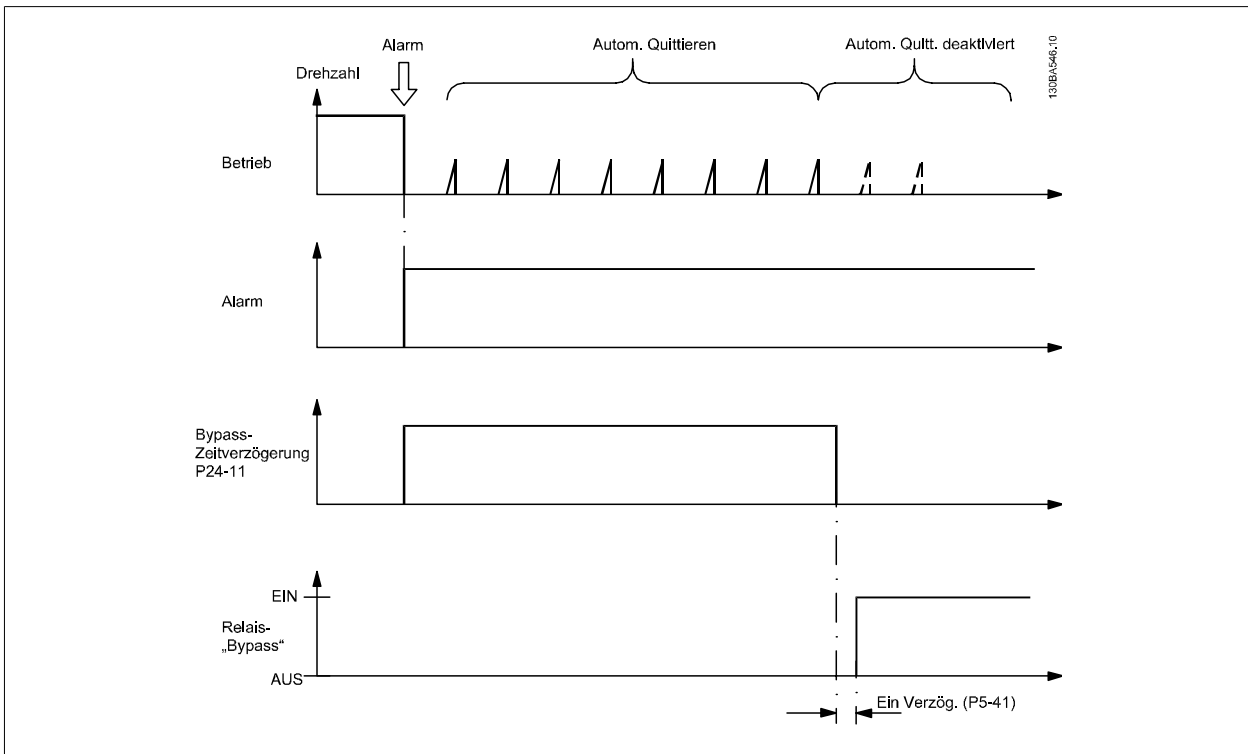 Alarm
Autom. Quittieren
Autom. Quitt. deaktiviert
130BA546.10
Drehzahl
Betrieb
Alarm
Bypass-
Zeitverzögerung
P24-11
EIN
Relais-
„Bypass“
AUS
Ein Verzög. (P5-41)